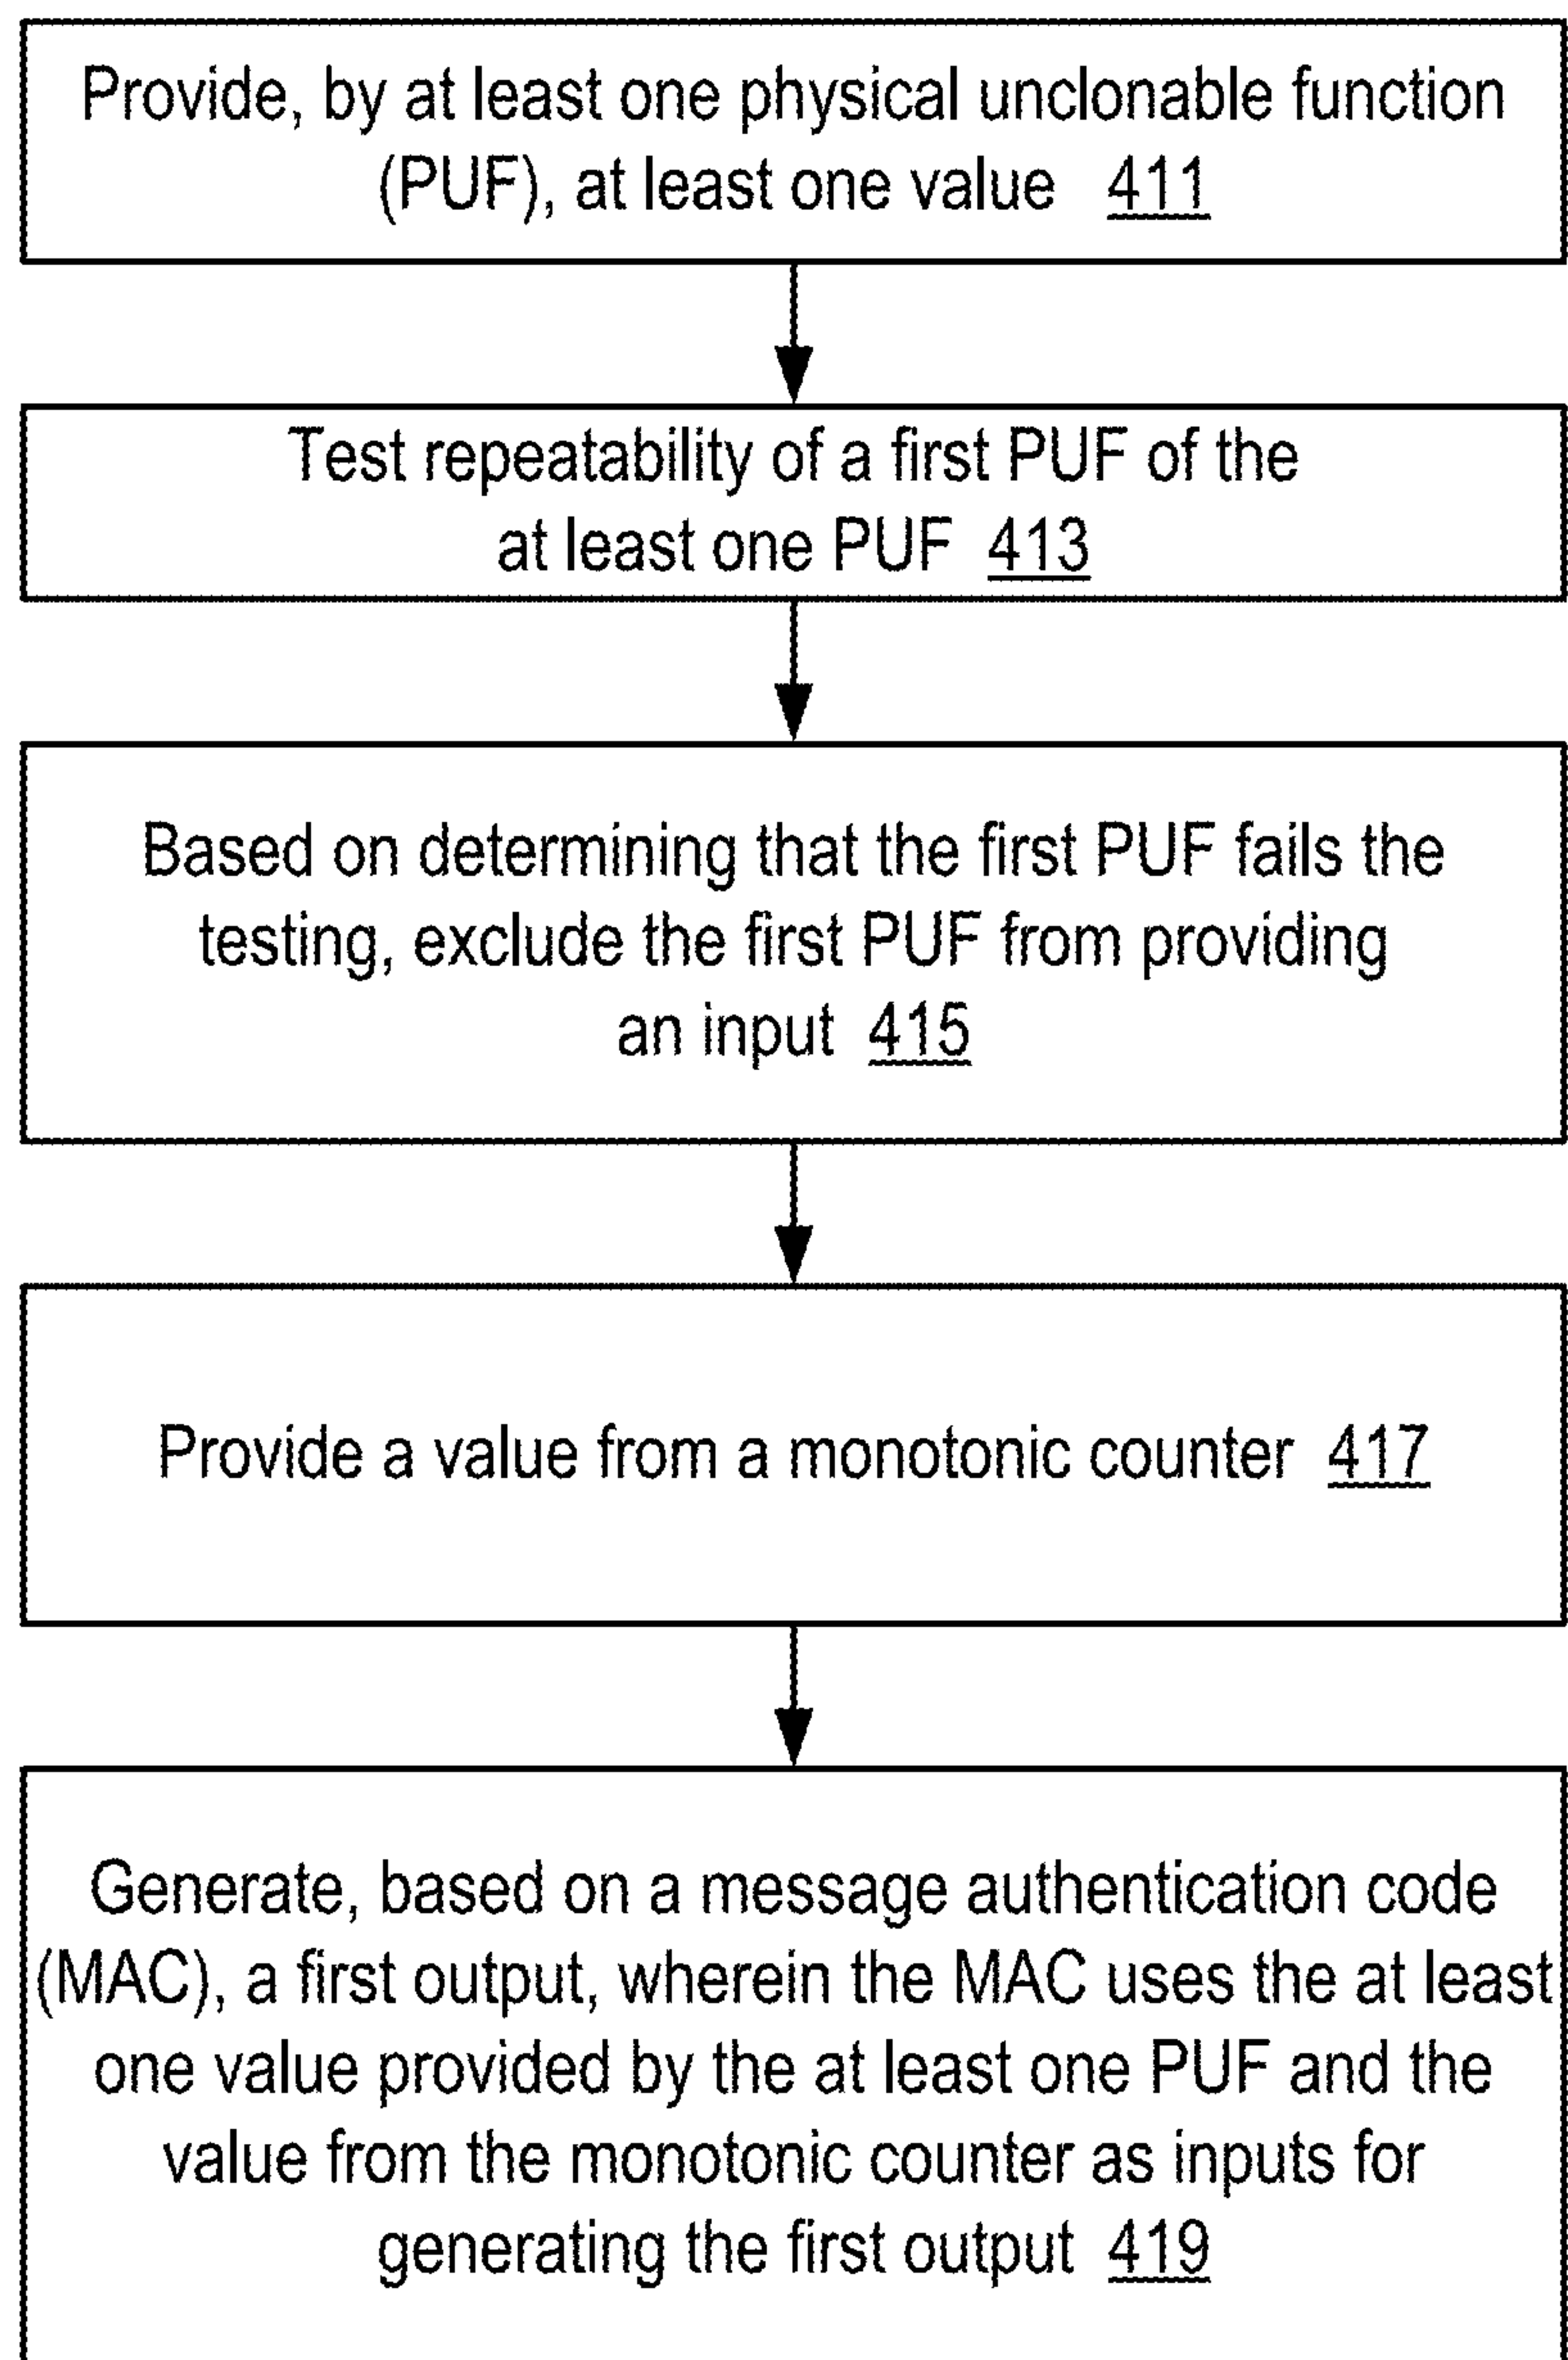 Provide, by at least one physical unclonable function
(PUF), at least one value 411
Test repeatability of a first PUF of the
at least one PUF 413
Based on determining that the first PUF fails the
testing, exclude the first PUF from providing
an input 415
Provide a value from a monotonic counter 417
Generate, based on a message authentication code
(MAC), a first output, wherein the MAC uses the at least
one value provided by the at least one PUF and the
value from the monotonic counter as inputs for
generating the first output 419